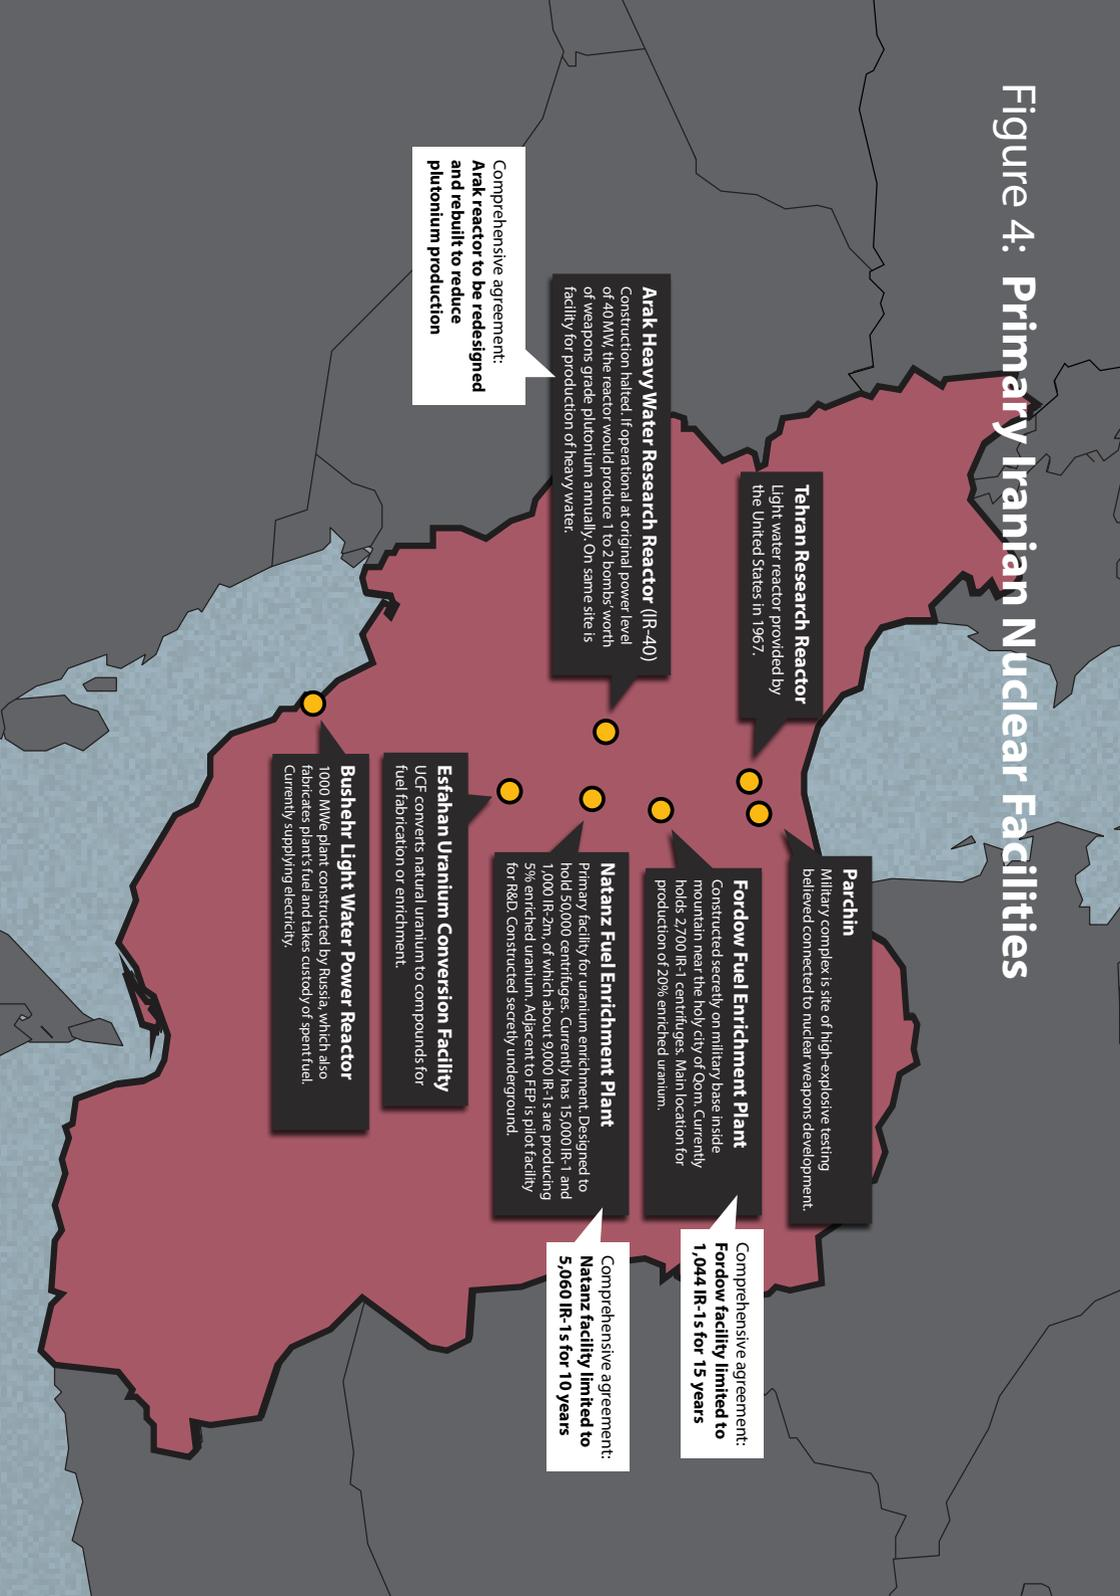 Figure 4: Primary Iranian Nuclear Facilities
Tehran Research Reactor
Light water reactor provided by
the United States in 1967.
Parchin
Military complex is site of high-explosive testing
believed connected to nuclear weapons development.
Arak Heavy Water Research Reactor (IR-40)
Construction halted. If operational at original power level
of 40 MW, the reactor would produce 1 to 2 bombs' worth
of weapons grade plutonium annually. On same site is
facility for production of heavy water.
Comprehensive agreement:
Arak reactor to be redesigned
and rebuilt to reduce
plutonium production
Fordow Fuel Enrichment Plant
Constructed secretly on military base inside
mountain near the holy city of Qom. Currently
holds 2,700 IR-1 centrifuges. Main location for
production of 20% enriched uranium.
Comprehensive agreement:
Fordow facility limited to
1,044 IR-1s for 15 years
Natanz Fuel Enrichment Plant
Primary facility for uranium enrichment. Designed to
hold 50,000 centrifuges. Currently has 15,000 IR-1 and
1,000 IR-2m, of which about 9,000 IR-1s are producing
5% enriched uranium. Adjacent to FEP is pilot facility
for R&D. Constructed secretly underground.
Comprehensive agreement:
Natanz facility limited to
5,060 IR-1s for 10 years
Esfahan Uranium Conversion Facility
UCF converts natural uranium to compounds for
fuel fabrication or enrichment.
Bushehr Light Water Power Reactor
1000 MWe plant constructed by Russia, which also
fabricates plant's fuel and takes custody of spent fuel.
Currently supplying electricity.